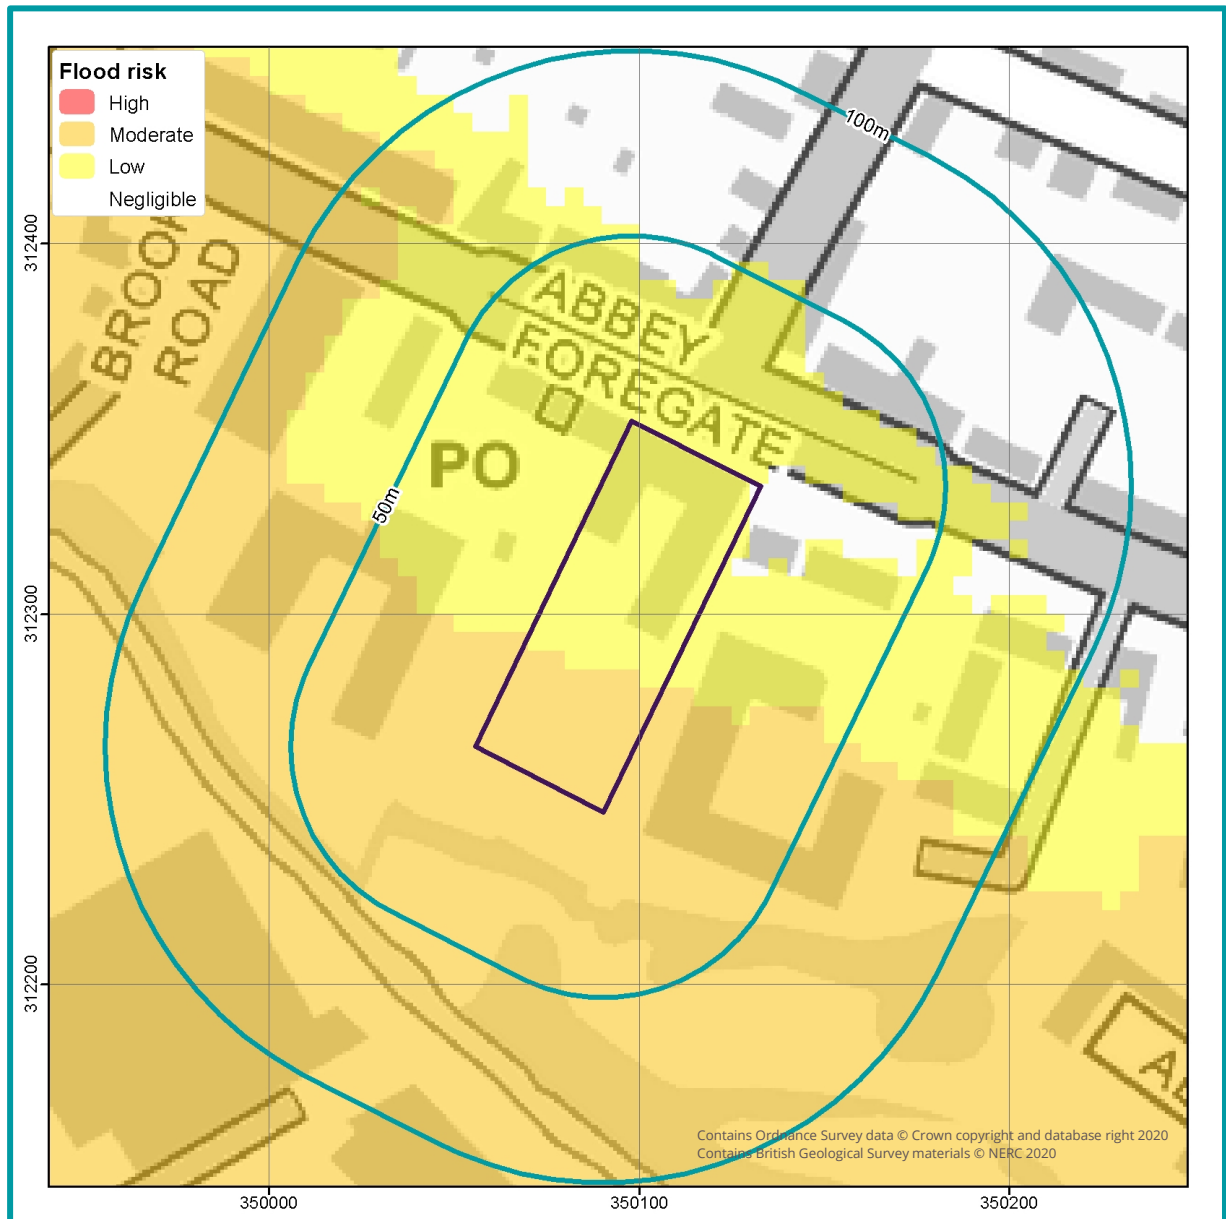 Flood risk
High
Moderate
Low
Negligible
100m
312400
BROOK
ROAD
ABBEY
FOREGATE
PO
50m
312300
312200
Contains Ordnance Survey data © Crown copyright and database right 2020
Contains British Geological Survey materials © NERC 2020
350000
350100
350200